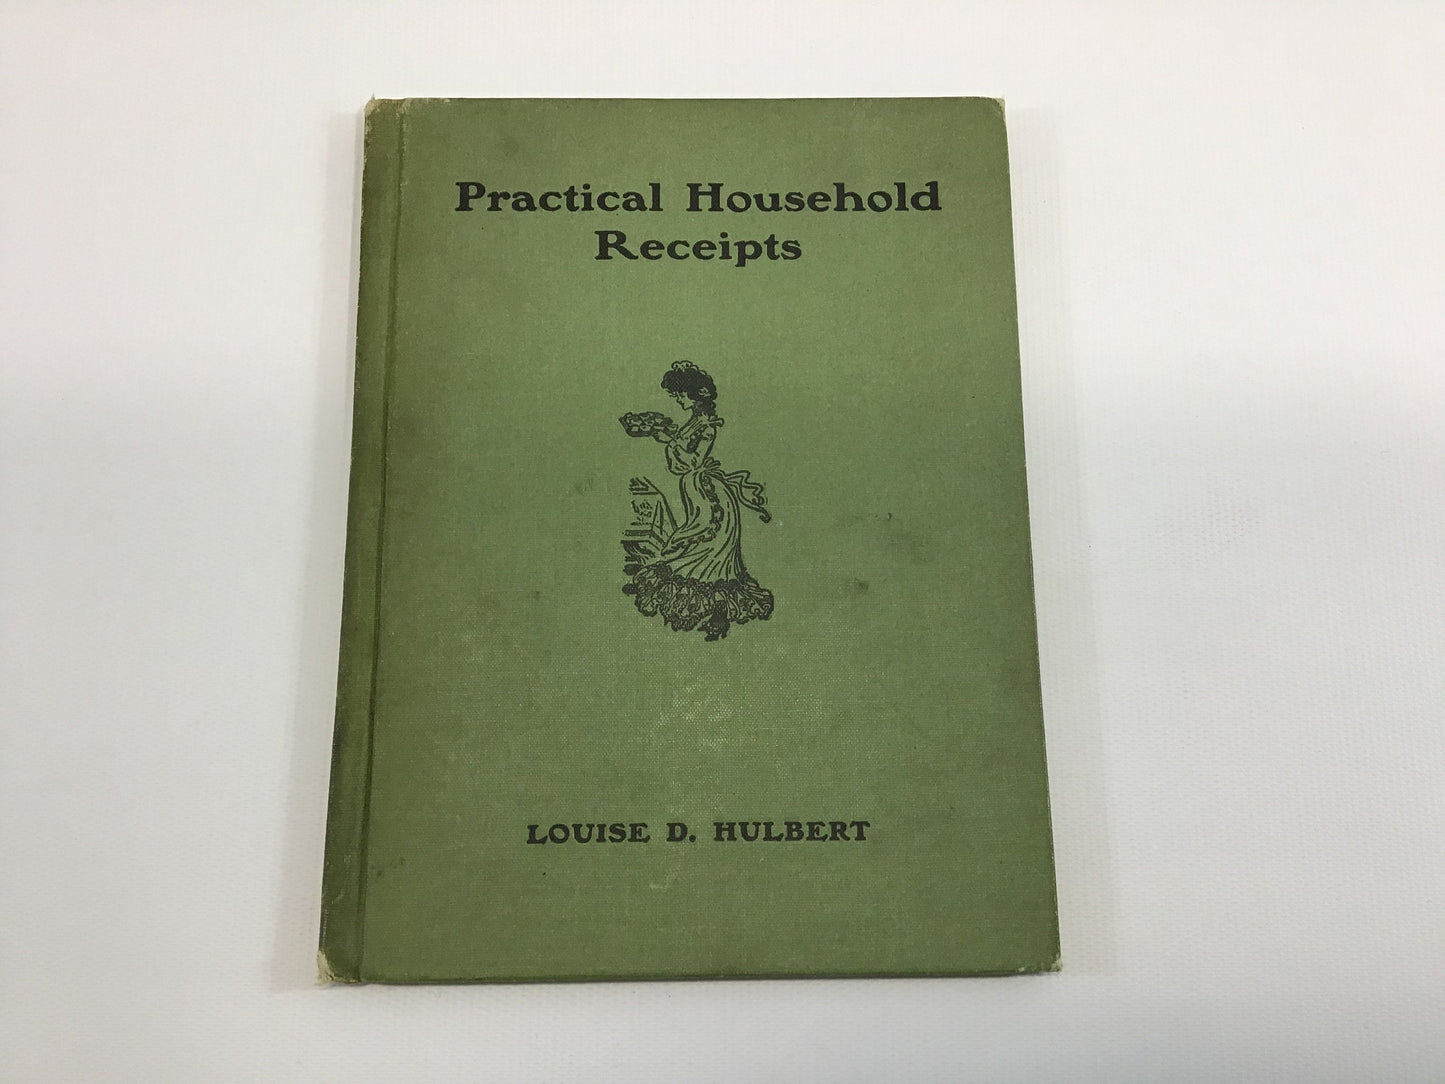 Practical Household
Receipts
LOUISE D. HULBERT